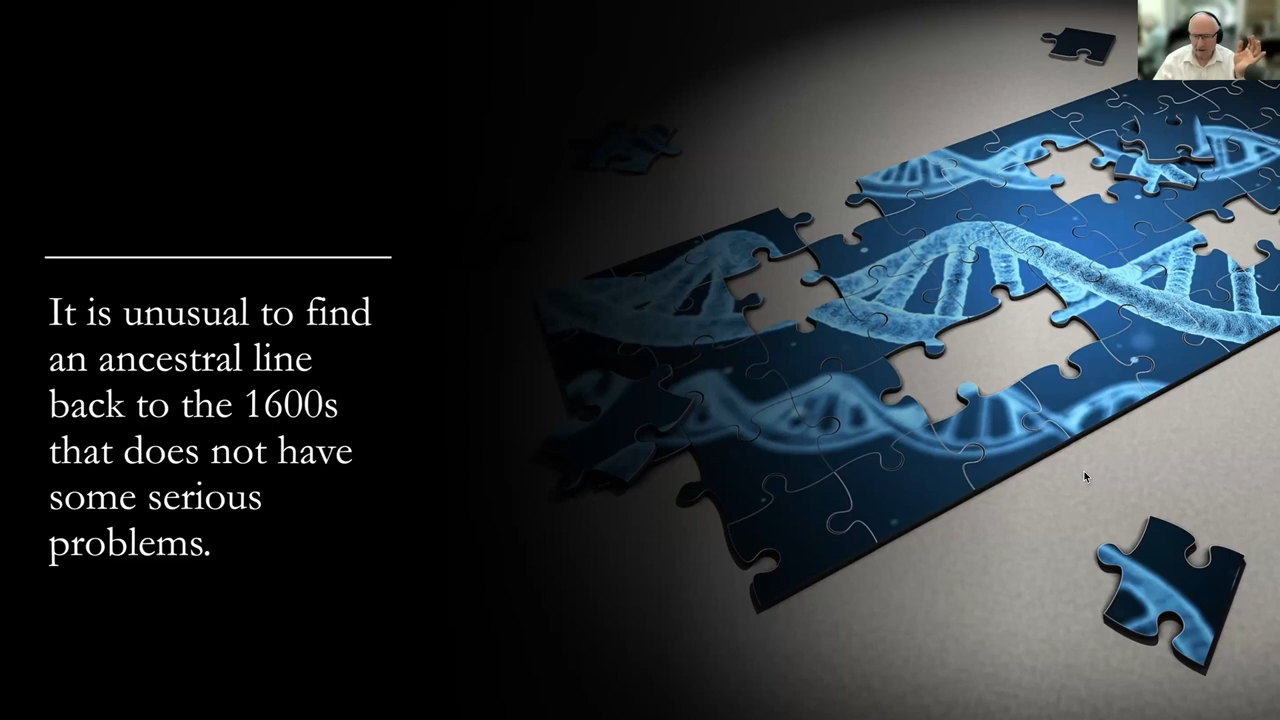 It is unusual to find
an ancestral line
back to the 1600s
that does not have
some serious
problems.